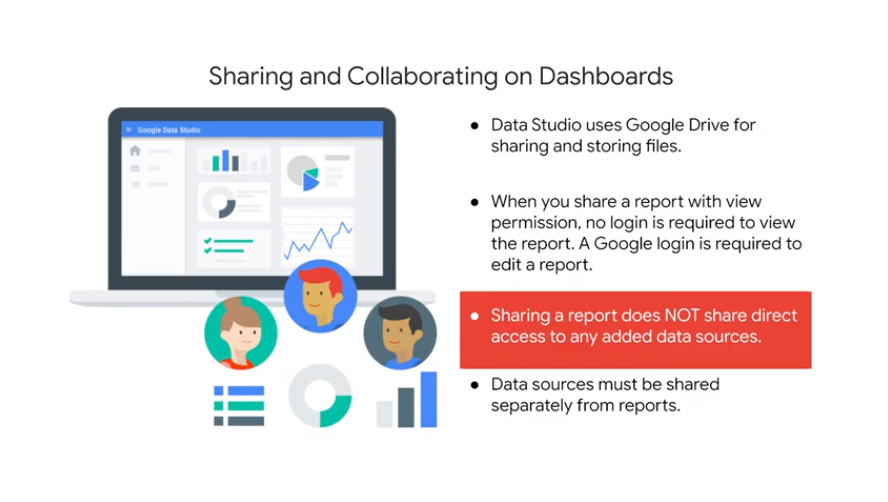 Sharing and Collaborating on Dashboards
Google Data Studio
● Data Studio uses Google Drive for
sharing and storing files.
● When you share a report with view
permission, no login is required to view
the report. A Google login is required to
edit a report.
● Sharing a report does NOT share direct
access to any added data sources.
● Data sources must be shared
separately from reports.